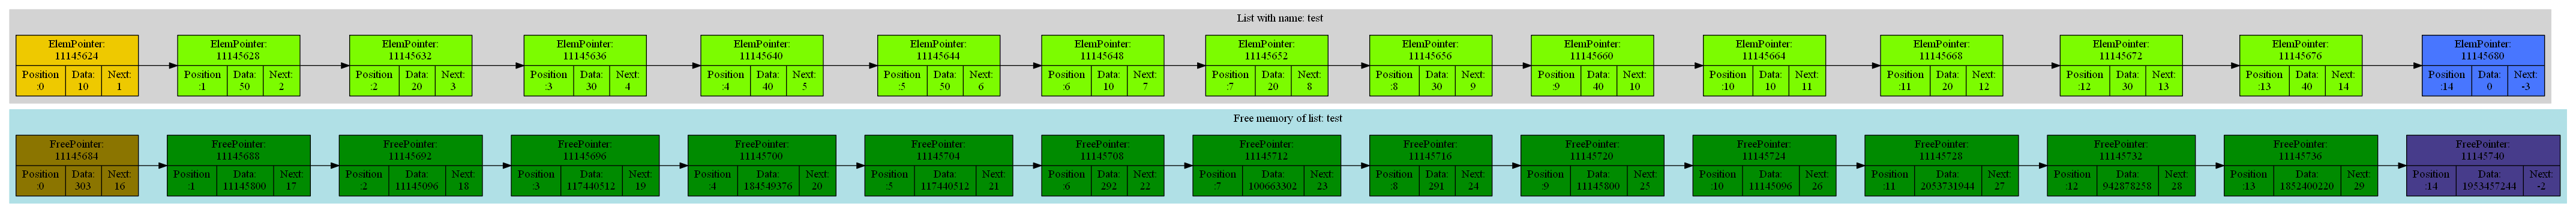 List with name: test
ElemPointer:
11145624
Position Data: Next:
:0 10 1
ElemPointer:
11145628
Position Data: Next:
:1 50 2
ElemPointer:
11145632
Position Data: Next:
:2 20 3
ElemPointer:
11145636
Position Data: Next:
:3 30 4
ElemPointer:
11145640
Position Data: Next:
:4 40 5
ElemPointer:
11145644
Position Data: Next:
:5 50 6
ElemPointer:
11145648
Position Data: Next:
:6 10 7
ElemPointer:
11145652
Position Data: Next:
:7 20 8
ElemPointer:
11145656
Position Data: Next:
:8 30 9
ElemPointer:
11145660
Position Data: Next:
:9 40 10
ElemPointer:
11145664
Position Data: Next:
:10 10 11
ElemPointer:
11145668
Position Data: Next:
:11 20 12
ElemPointer:
11145672
Position Data: Next:
:12 30 13
ElemPointer:
11145676
Position Data: Next:
:13 40 14
ElemPointer:
11145680
Position Data: Next:
:14 0 -3
Free memory of list: test
FreePointer:
11145684
Position Data: Next:
:0 303 16
FreePointer:
11145688
Position Data: Next:
:1 11145800 17
FreePointer:
11145692
Position Data: Next:
:2 11145096 18
FreePointer:
11145696
Position Data: Next:
:3 117440512 19
FreePointer:
11145700
Position Data: Next:
:4 184549376 20
FreePointer:
11145704
Position Data: Next:
:5 117440512 21
FreePointer:
11145708
Position Data: Next:
:6 292 22
FreePointer:
11145712
Position Data: Next:
:7 100663302 23
FreePointer:
11145716
Position Data: Next:
:8 291 24
FreePointer:
11145720
Position Data: Next:
:9 11145800 25
FreePointer:
11145724
Position Data: Next:
:10 11145096 26
FreePointer:
11145728
Position Data: Next:
:11 2053731944 27
FreePointer:
11145732
Position Data: Next:
:12 942878258 28
FreePointer:
11145736
Position Data: Next:
:13 1852400220 29
FreePointer:
11145740
Position Data: Next:
:14 1953457244 -2